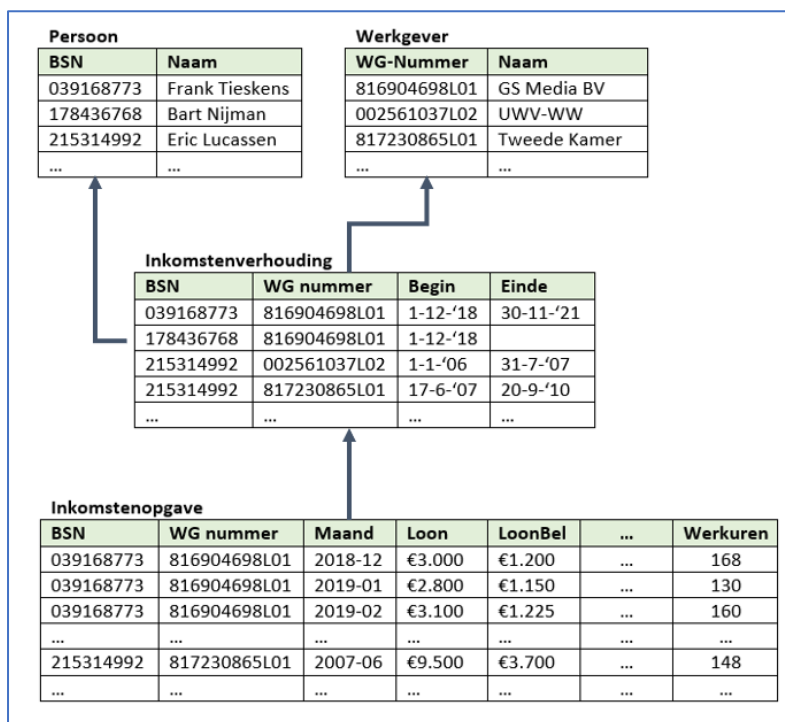 Persoon
BSN Naam
039168773 Frank Tieskens
178436768 Bart Nijman
215314992 Eric Lucassen
... ...
Werkgever
WG-Nummer Naam
816904698L01 GS Media BV
002561037L02 UWV-WW
817230865L01 Tweede Kamer
... ...
Inkomstenverhouding
BSN WG nummer Begin Einde
039168773 816904698L01 1-12-‘18 30-11-‘21
178436768 816904698L01 1-12-‘18
215314992 002561037L02 1-1-‘06 31-7-‘07
215314992 817230865L01 17-6-‘07 20-9-‘10
... ... ... ...
Inkomstenopgave
BSN WG nummer Maand Loon LoonBel ... Werkuren
039168773 816904698L01 2018-12 €3.000 €1.200 ... 168
039168773 816904698L01 2019-01 €2.800 €1.150 ... 130
039168773 816904698L01 2019-02 €3.100 €1.225 ... 160
... ... ... ... ... ... ...
215314992 817230865L01 2007-06 €9.500 €3.700 ... 148
... ... ... ... ... ... ...